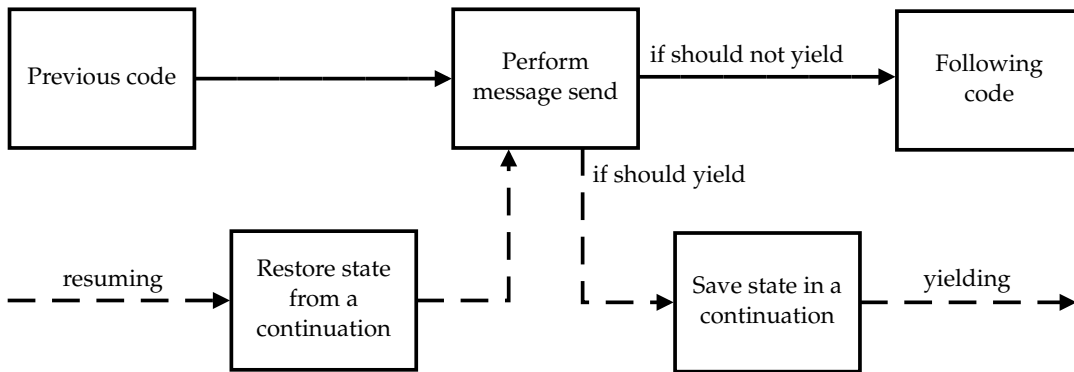 Previous code
Perform
message send
if should not yield
Following
code
if should yield
resuming
Restore state
from a
continuation
Save state in a
continuation
yielding